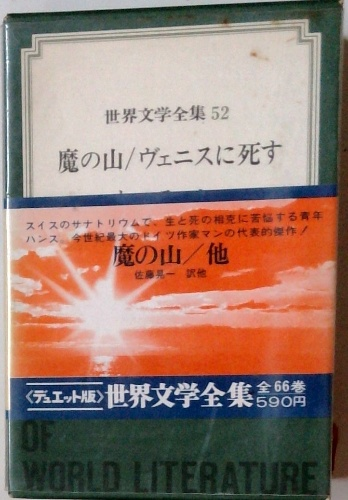 世界文学全集 52
魔の山/ヴェニスに死す
スイスのサナトリウムで、生と死の相克に苦悩する青年
ハンス。今世紀最大のドイツ作家マンの代表的傑作!
魔の山/他
佐藤晃一 訳他
〈デュエット版〉世界文学全集 全66巻
590円
OF
WORLD LITERATURE